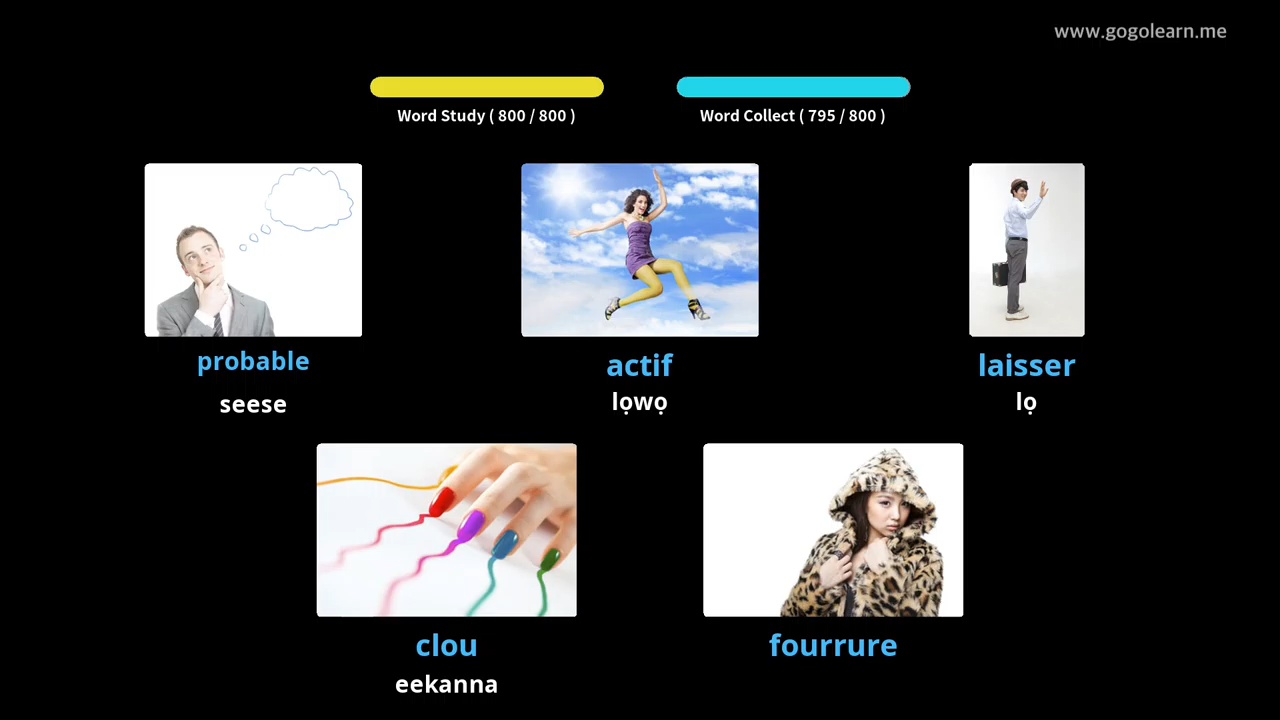 www.gogolearn.me
Word Study ( 800 / 800 )
Word Collect ( 795 / 800 )
probable
seese
actif
lọwọ
laisser
lọ
clou
eekanna
fourrure